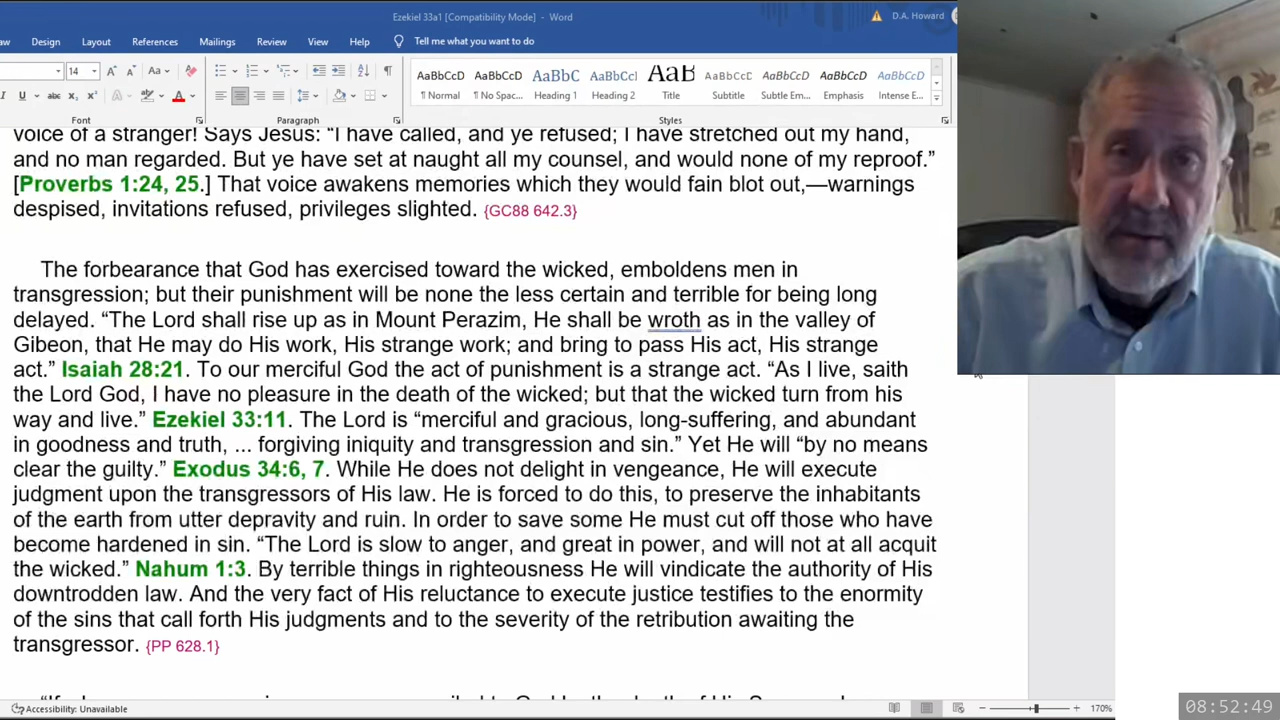 Ezekiel 33a1 [Compatibility Mode] - Word
D.A. Howard
aw Design Layout References Mailings Review View Help Tell me what you want to do
14
Aa
AaBbCcD AaBbCcD AaBbC AaBbCcD AaB AaBbCcD AaBbCcD AaBbCcD AaBbCcD
¶ Normal ¶ No Spac... Heading 1 Heading 2 Title Subtitle Subtle Em... Emphasis Intense E...
Paragraph Styles
voice of a stranger! Says Jesus: “I have called, and ye refused; I have stretched out my hand,
and no man regarded. But ye have set at naught all my counsel, and would none of my reproof.”
[Proverbs 1:24, 25.] That voice awakens memories which they would fain blot out,—warnings
despised, invitations refused, privileges slighted. {GC88 642.3}
The forbearance that God has exercised toward the wicked, emboldens men in
transgression; but their punishment will be none the less certain and terrible for being long
delayed. “The Lord shall rise up as in Mount Perazim, He shall be wroth as in the valley of
Gibeon, that He may do His work, His strange work; and bring to pass His act, His strange
act.” Isaiah 28:21. To our merciful God the act of punishment is a strange act. “As I live, saith
the Lord God, I have no pleasure in the death of the wicked; but that the wicked turn from his
way and live.” Ezekiel 33:11. The Lord is “merciful and gracious, long-suffering, and abundant
in goodness and truth, ... forgiving iniquity and transgression and sin.” Yet He will “by no means
clear the guilty.” Exodus 34:6, 7. While He does not delight in vengeance, He will execute
judgment upon the transgressors of His law. He is forced to do this, to preserve the inhabitants
of the earth from utter depravity and ruin. In order to save some He must cut off those who have
become hardened in sin. “The Lord is slow to anger, and great in power, and will not at all acquit
the wicked.” Nahum 1:3. By terrible things in righteousness He will vindicate the authority of His
downtrodden law. And the very fact of His reluctance to execute justice testifies to the enormity
of the sins that call forth His judgments and to the severity of the retribution awaiting the
transgressor. {PP 628.1}
Accessibility: Unavailable
170%
08:52:49